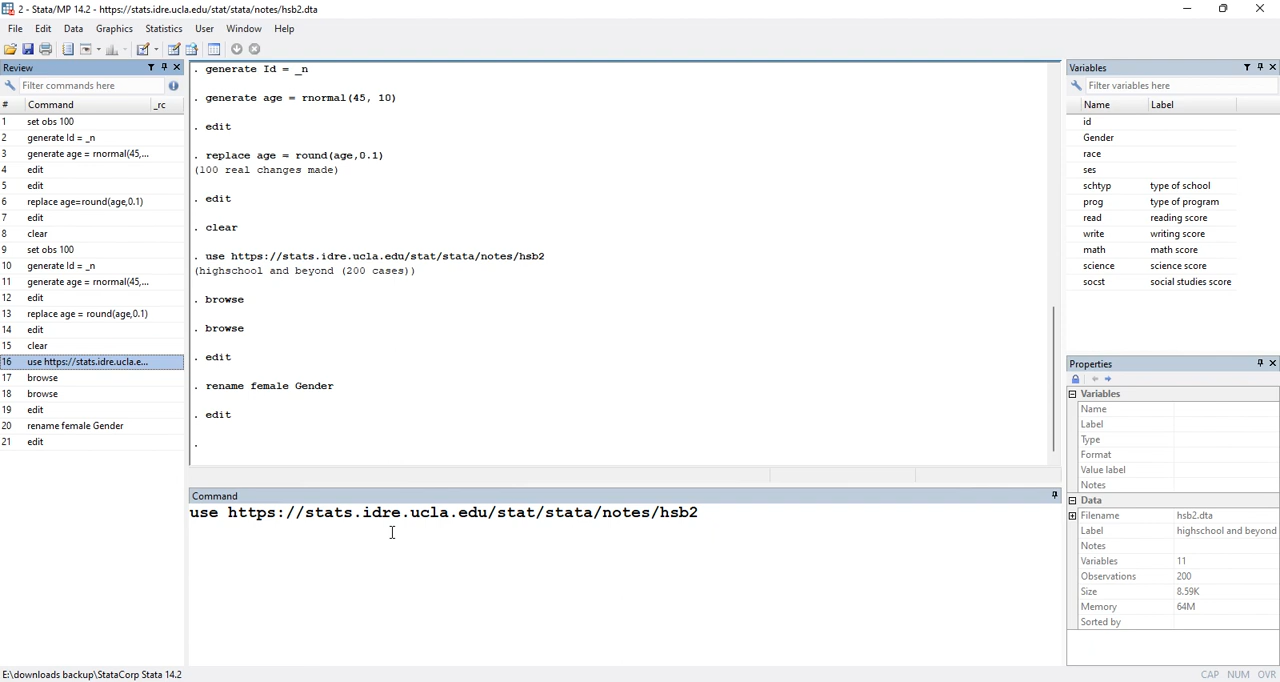 2 - Stata/MP 14.2 - https://stats.idre.ucla.edu/stat/stata/notes/hsb2.dta
File Edit Data Graphics Statistics User Window Help
Review
Filter commands here
# Command _rc
1 set obs 100
2 generate Id = _n
3 generate age = rnormal(45,...
4 edit
5 edit
6 replace age=round(age,0.1)
7 edit
8 clear
9 set obs 100
10 generate Id = _n
11 generate age = rnormal(45,...
12 edit
13 replace age = round(age,0.1)
14 edit
15 clear
16 use https://stats.idre.ucla.e...
17 browse
18 browse
19 edit
20 rename female Gender
21 edit
. generate Id = _n
. generate age = rnormal(45, 10)
. edit
. replace age = round(age,0.1)
(100 real changes made)
. edit
. clear
. use https://stats.idre.ucla.edu/stat/stata/notes/hsb2
(highschool and beyond (200 cases))
. browse
. browse
. edit
. rename female Gender
. edit
.
Command
use https://stats.idre.ucla.edu/stat/stata/notes/hsb2
Variables
Filter variables here
Name Label
id
Gender
race
ses
schtyp type of school
prog type of program
read reading score
write writing score
math math score
science science score
socst social studies score
Properties
Variables
Name
Label
Type
Format
Value label
Notes
Data
Filename hsb2.dta
Label highschool and beyond
Notes
Variables 11
Observations 200
Size 8.59K
Memory 64M
Sorted by
E:\downloads backup\StataCorp Stata 14.2
CAP NUM OVR